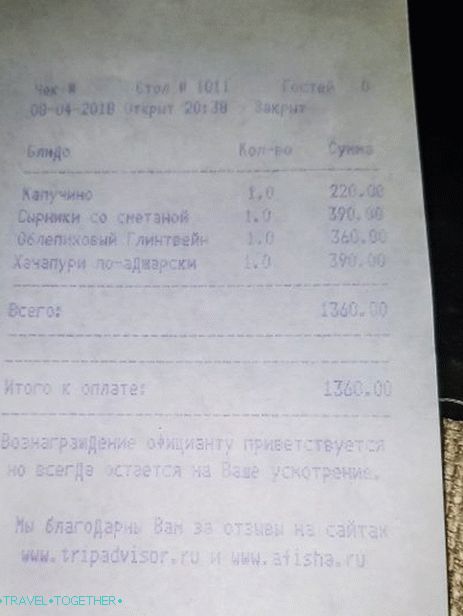 Чек # Стол # 1011 Гостей 0
08-04-2018 Открыт 20:38 Закрыт
Блюдо Кол-во Сумма
Капучино 1.0 220.00
Сырники со сметаной 1.0 390.00
Облепиховый Глинтвейн 1.0 360.00
Хачапури по-аджарски 1.0 390.00
Всего: 1360.00
Итого к оплате: 1360.00
Вознаграждение официанту приветствуется
но всегда остается на Ваше ускотрение.
Мы благодарны Вам за отзывы на сайтах
www.tripadvisor.ru и www.afisha.ru
•TRAVEL•TOGETHER•